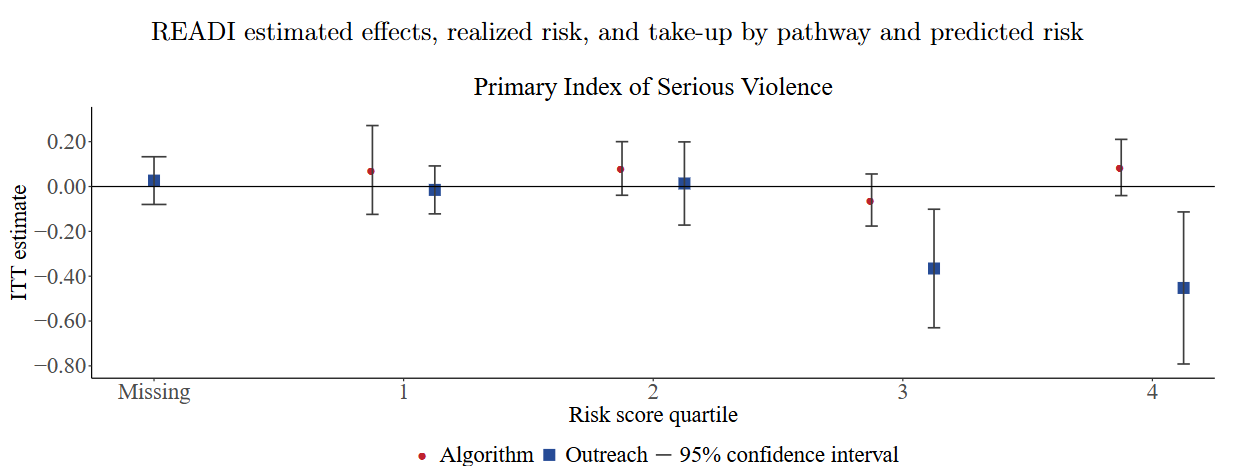 READI estimated effects, realized risk, and take-up by pathway and predicted risk
Primary Index of Serious Violence
ITT estimate
0.20
0.00
−0.20
−0.40
−0.60
−0.80
Missing 1 2 3 4
Risk score quartile
Algorithm Outreach 95% confidence interval